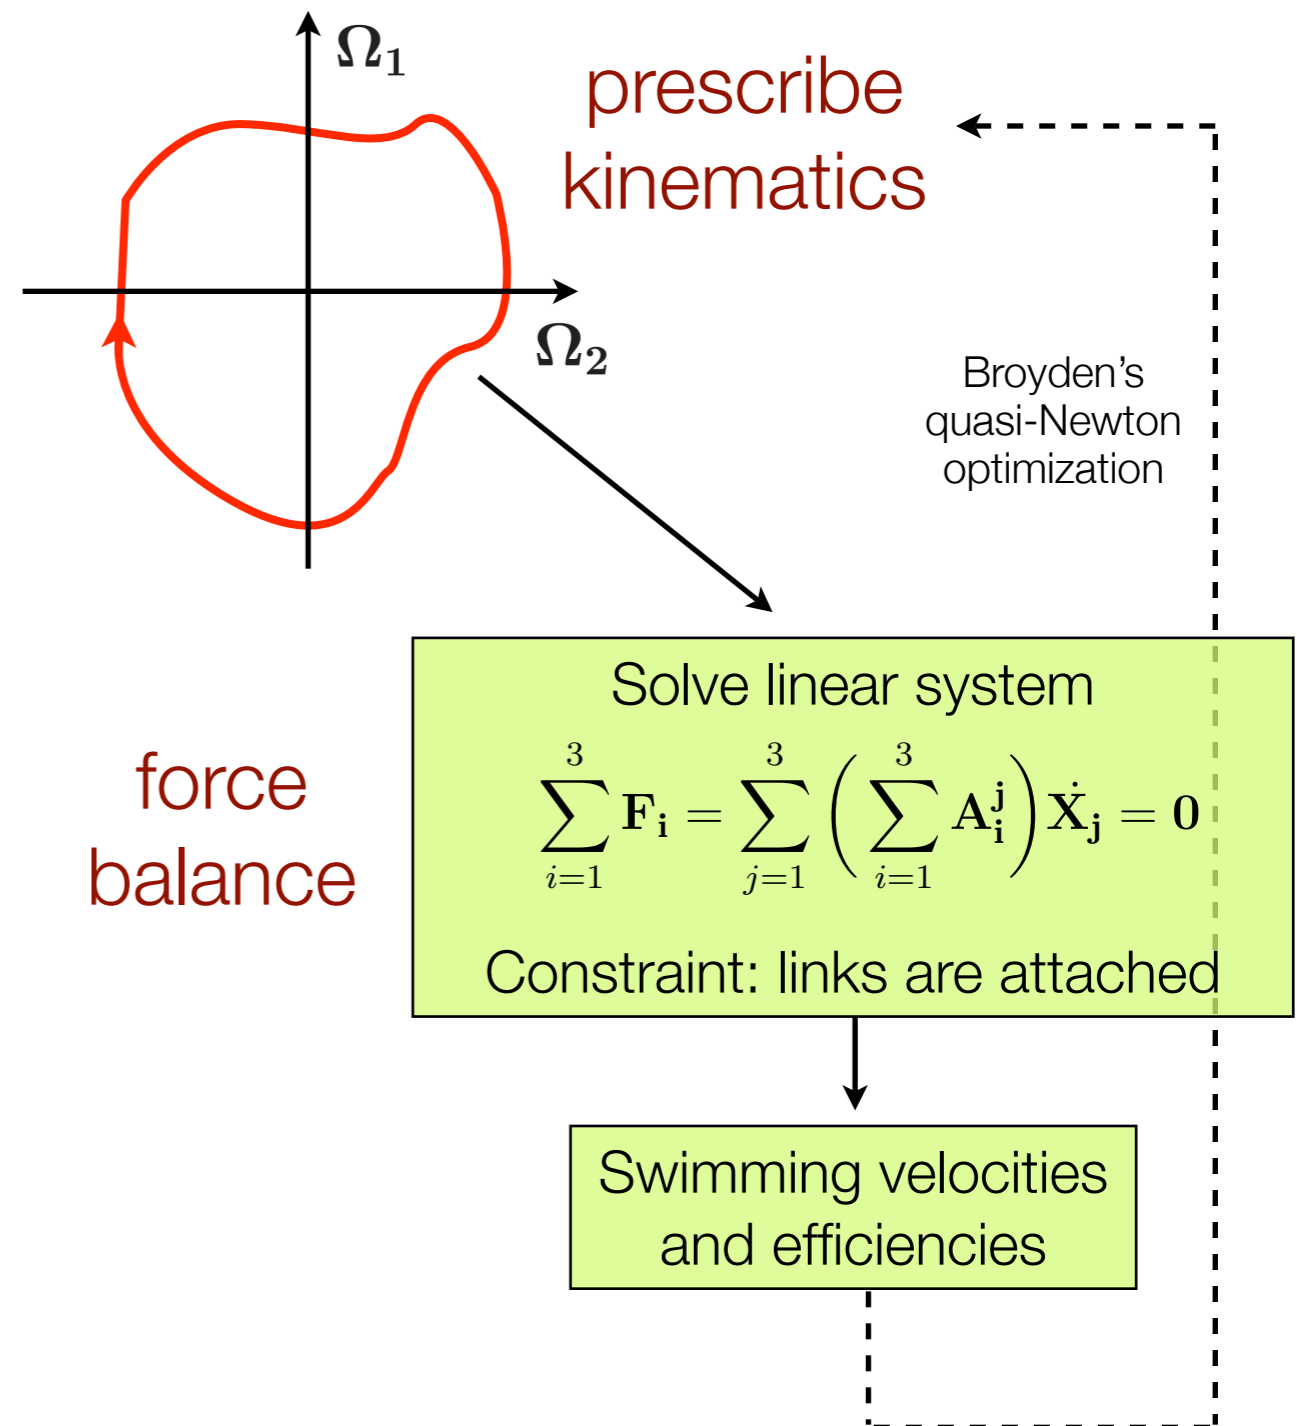 Ω₁
prescribe
kinematics
Ω₂
Broyden's
quasi-Newton
optimization
Solve linear system
force
balance
∑_{i=1}^{3} F_i = ∑_{j=1}^{3} ( ∑_{i=1}^{3} A_i^j ) Ẋ_j = 0
Constraint: links are attached
Swimming velocities
and efficiencies